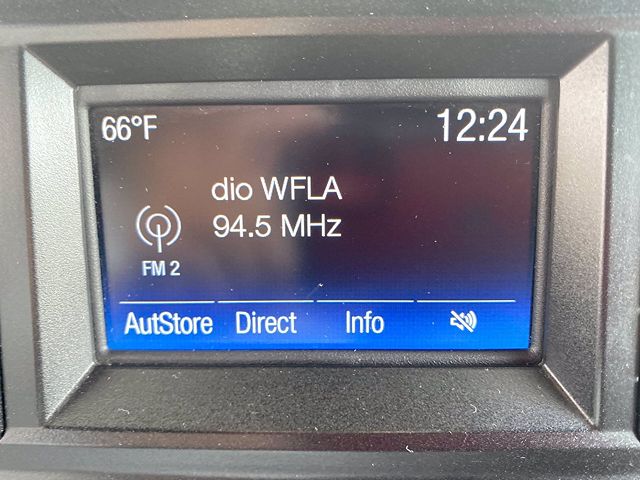 66°F 12:24
dio WFLA
94.5 MHz
FM 2
AutStore Direct Info